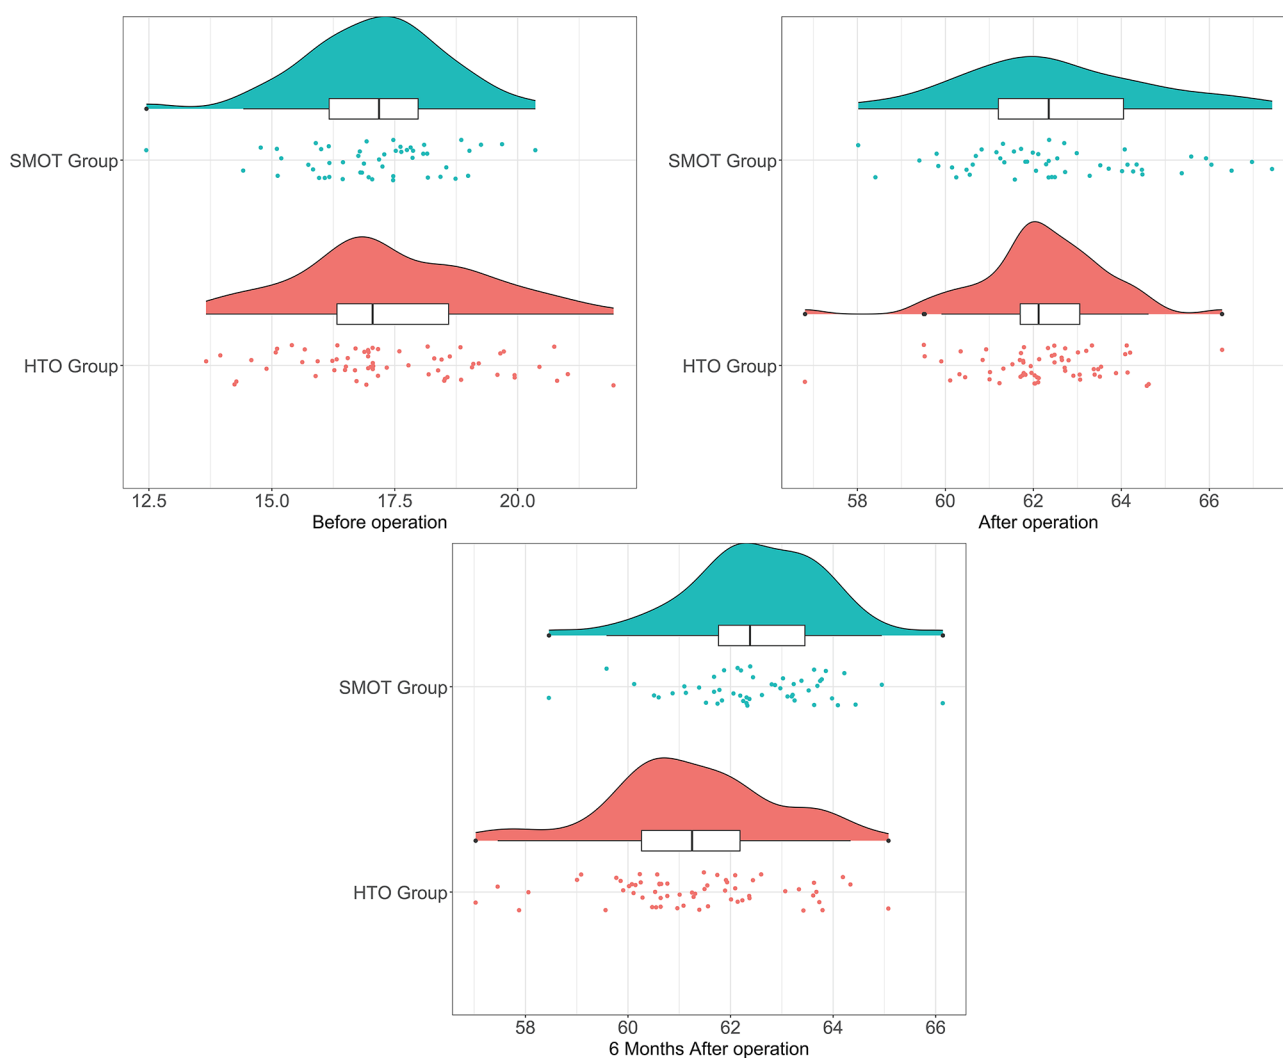 SMOT Group
HTO Group
12.5 15.0 17.5 20.0
Before operation
SMOT Group
HTO Group
58 60 62 64 66
After operation
SMOT Group
HTO Group
58 60 62 64 66
6 Months After operation